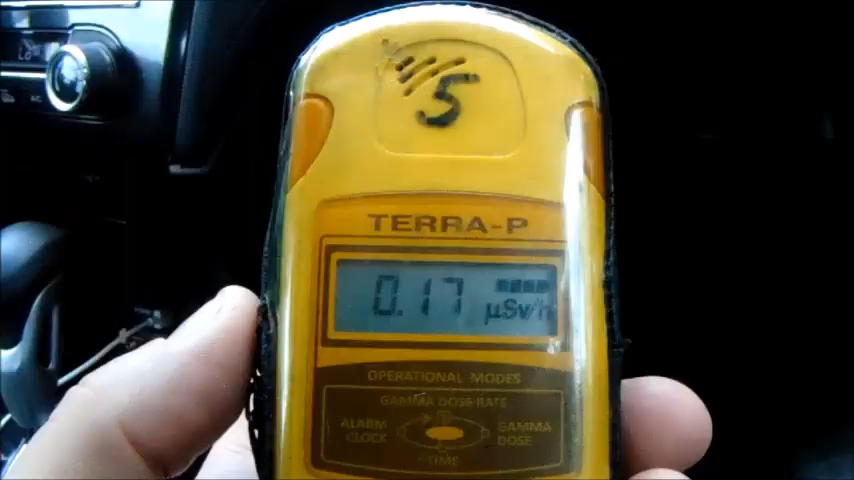 5
TERRA-P
0.17 µSv/h
OPERATIONAL MODES
GAMMA DOSE RATE
ALARM CLOCK
GAMMA DOSE
TIME